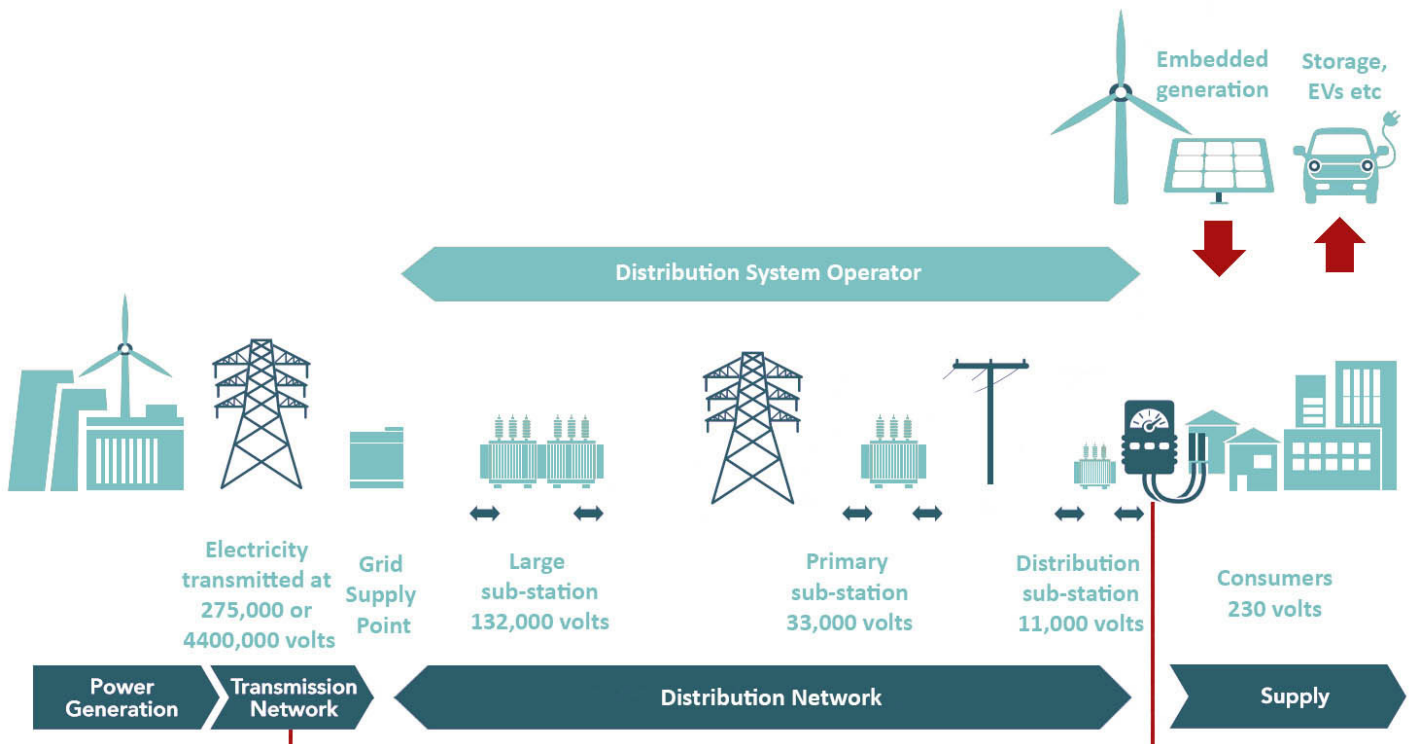 Embedded
generation
Storage,
EVs etc
Distribution System Operator
Electricity
transmitted at
275,000 or
4400,000 volts
Grid
Supply
Point
Large
sub-station
132,000 volts
Primary
sub-station
33,000 volts
Distribution
sub-station
11,000 volts
Consumers
230 volts
Power
Generation
Transmission
Network
Distribution Network
Supply